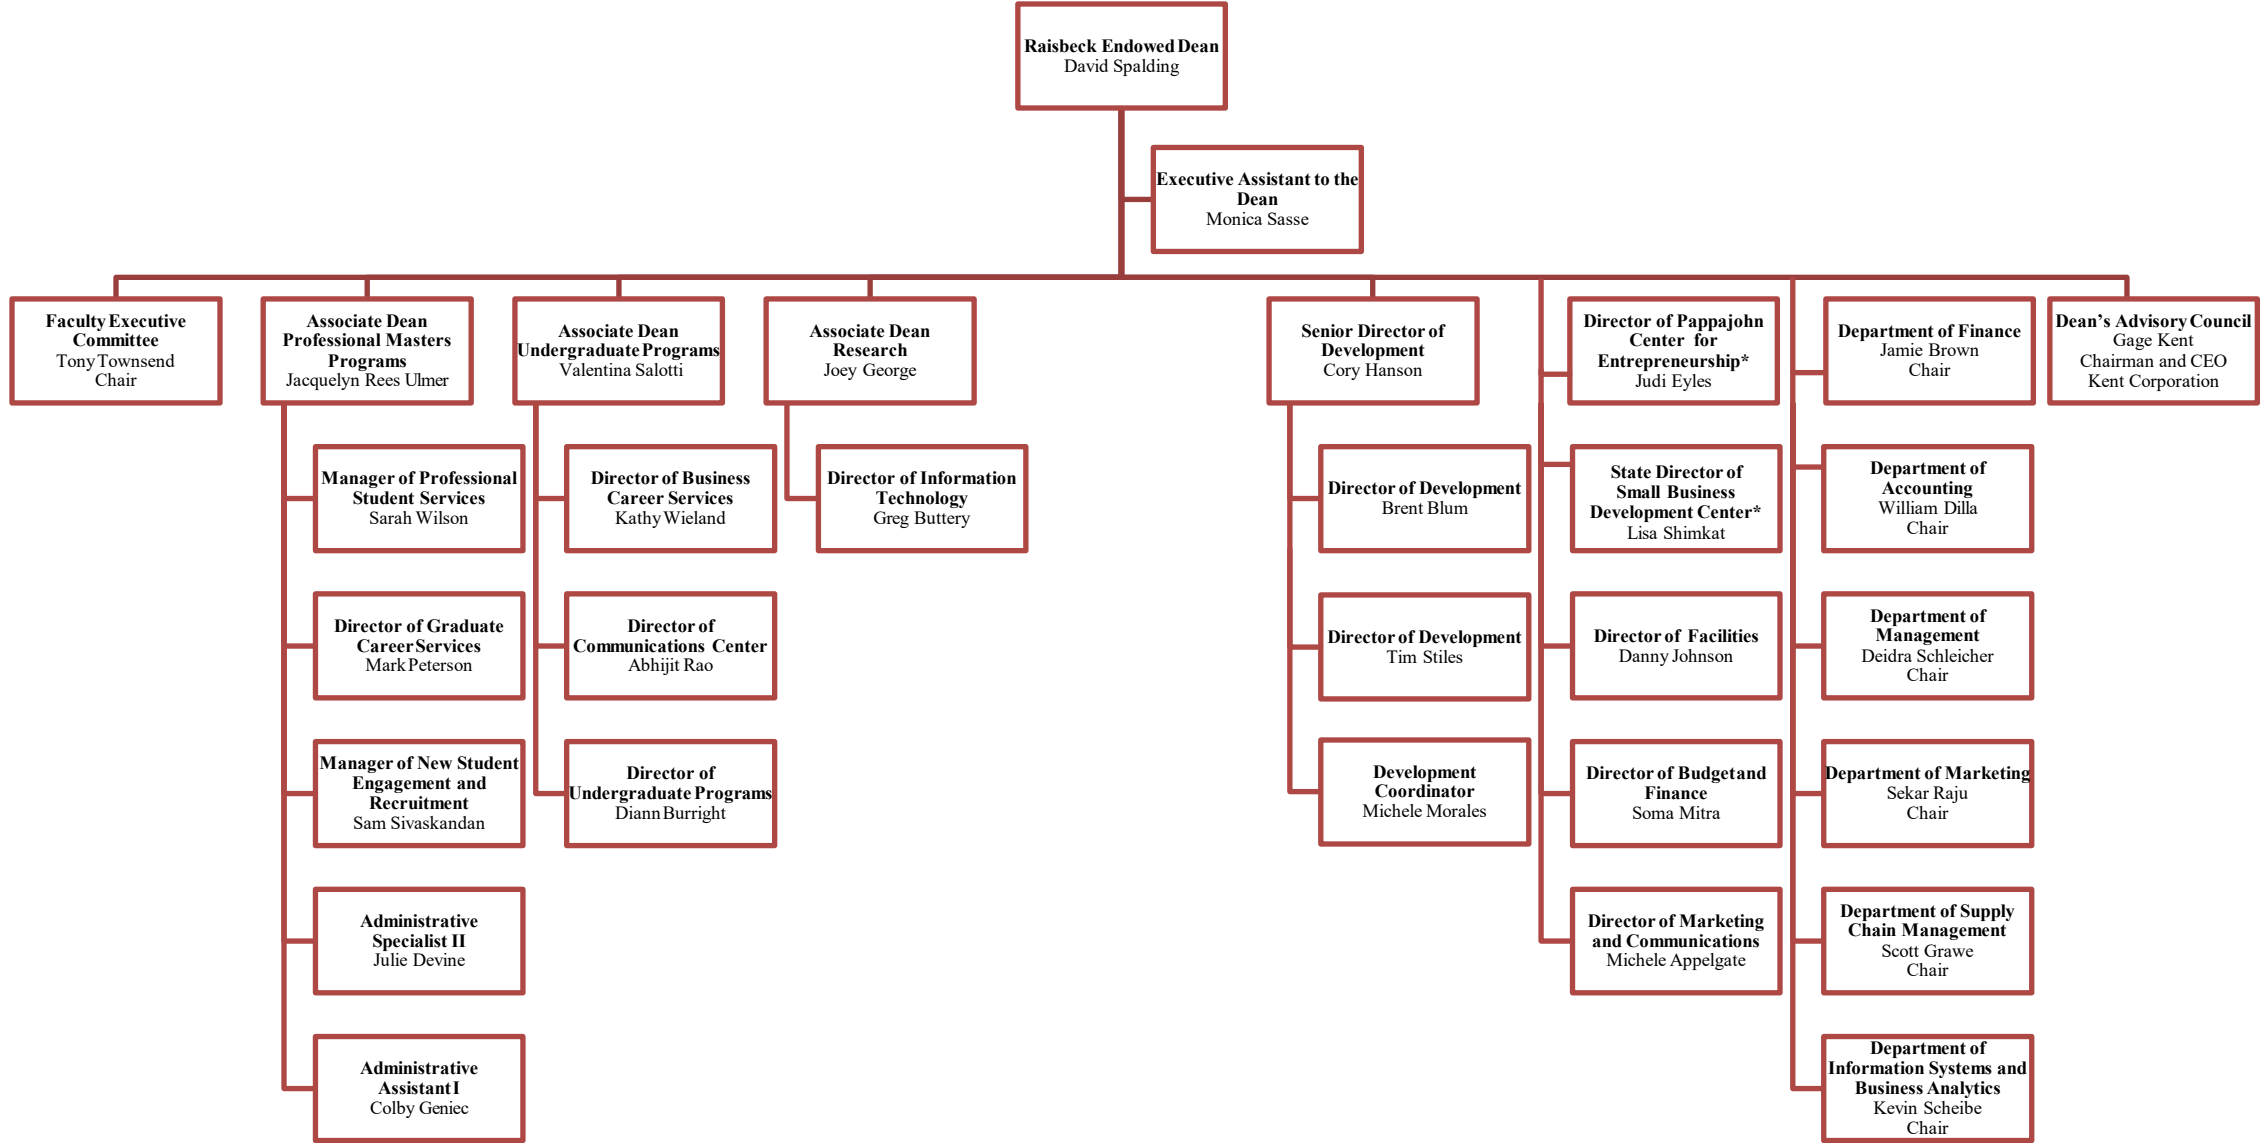 Raisbeck Endowed Dean
David Spalding
Executive Assistant to the
Dean
Monica Sasse
Faculty Executive
Committee
Tony Townsend
Chair
Associate Dean
Professional Masters
Programs
Jacquelyn Rees Ulmer
Associate Dean
Undergraduate Programs
Valentina Salotti
Associate Dean
Research
Joey George
Senior Director of
Development
Cory Hanson
Director of Pappajohn
Center for
Entrepreneurship*
Judi Eyles
Department of Finance
Jamie Brown
Chair
Dean's Advisory Council
Gage Kent
Chairman and CEO
Kent Corporation
Manager of Professional
Student Services
Sarah Wilson
Director of Business
Career Services
Kathy Wieland
Director of Information
Technology
Greg Buttery
Director of Development
Brent Blum
State Director of
Small Business
Development Center*
Lisa Shimkat
Department of
Accounting
William Dilla
Chair
Director of Graduate
Career Services
Mark Peterson
Director of
Communications Center
Abhijit Rao
Director of Development
Tim Stiles
Director of Facilities
Danny Johnson
Department of
Management
Deidra Schleicher
Chair
Manager of New Student
Engagement and
Recruitment
Sam Sivaskandan
Director of
Undergraduate Programs
Diann Burright
Development
Coordinator
Michele Morales
Director of Budget and
Finance
Soma Mitra
Department of Marketing
Sekar Raju
Chair
Administrative
Specialist II
Julie Devine
Director of Marketing
and Communications
Michele Appelgate
Department of Supply
Chain Management
Scott Grawe
Chair
Administrative
Assistant I
Colby Geniec
Department of
Information Systems and
Business Analytics
Kevin Scheibe
Chair